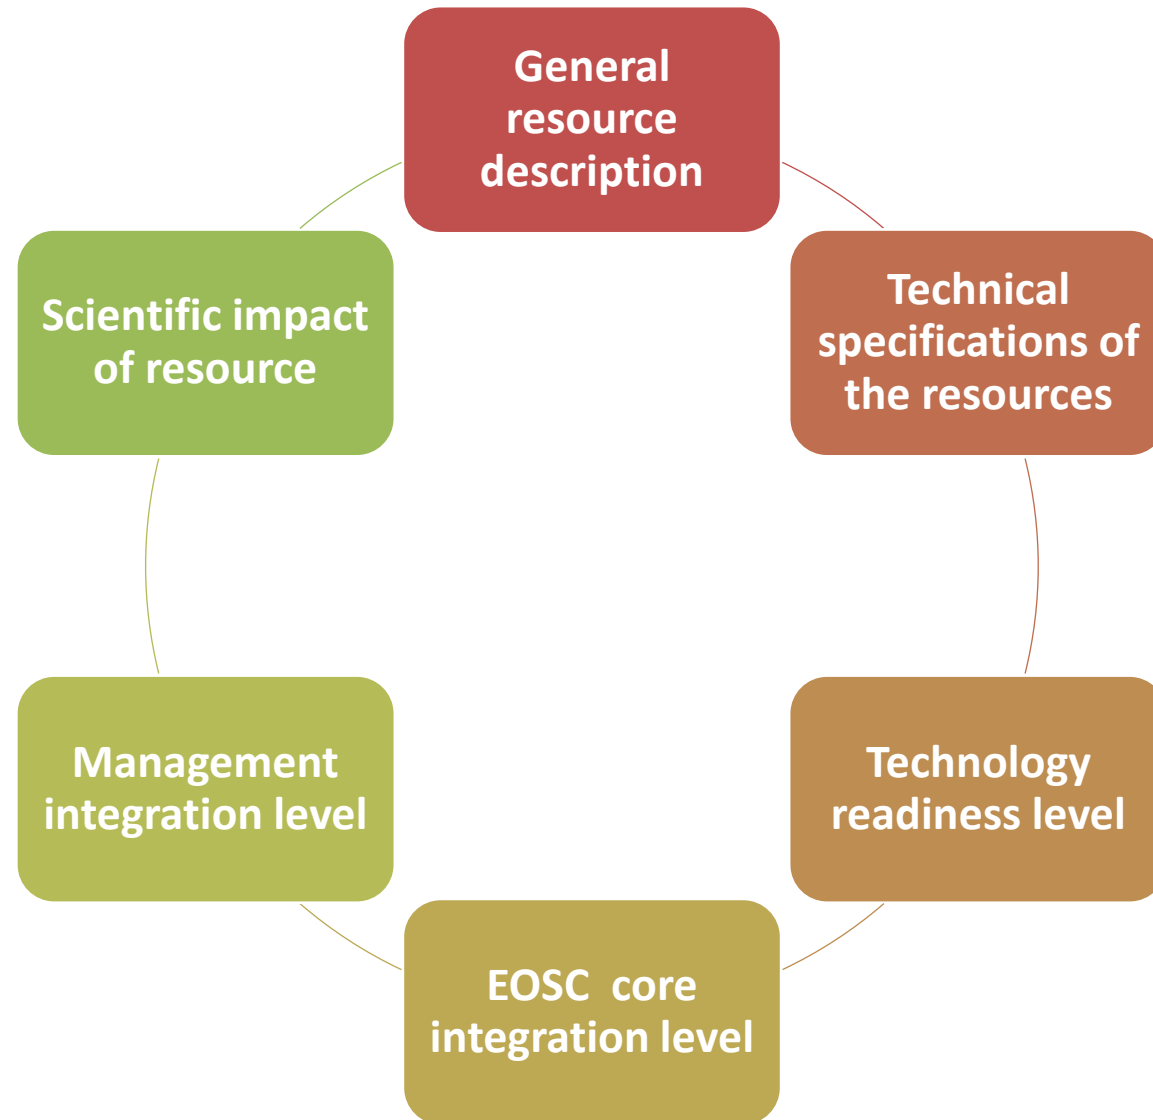 General
resource
description
Technical
specifications of
the resources
Technology
readiness level
EOSC  core
integration level
Management
integration level
Scientific impact
of resource